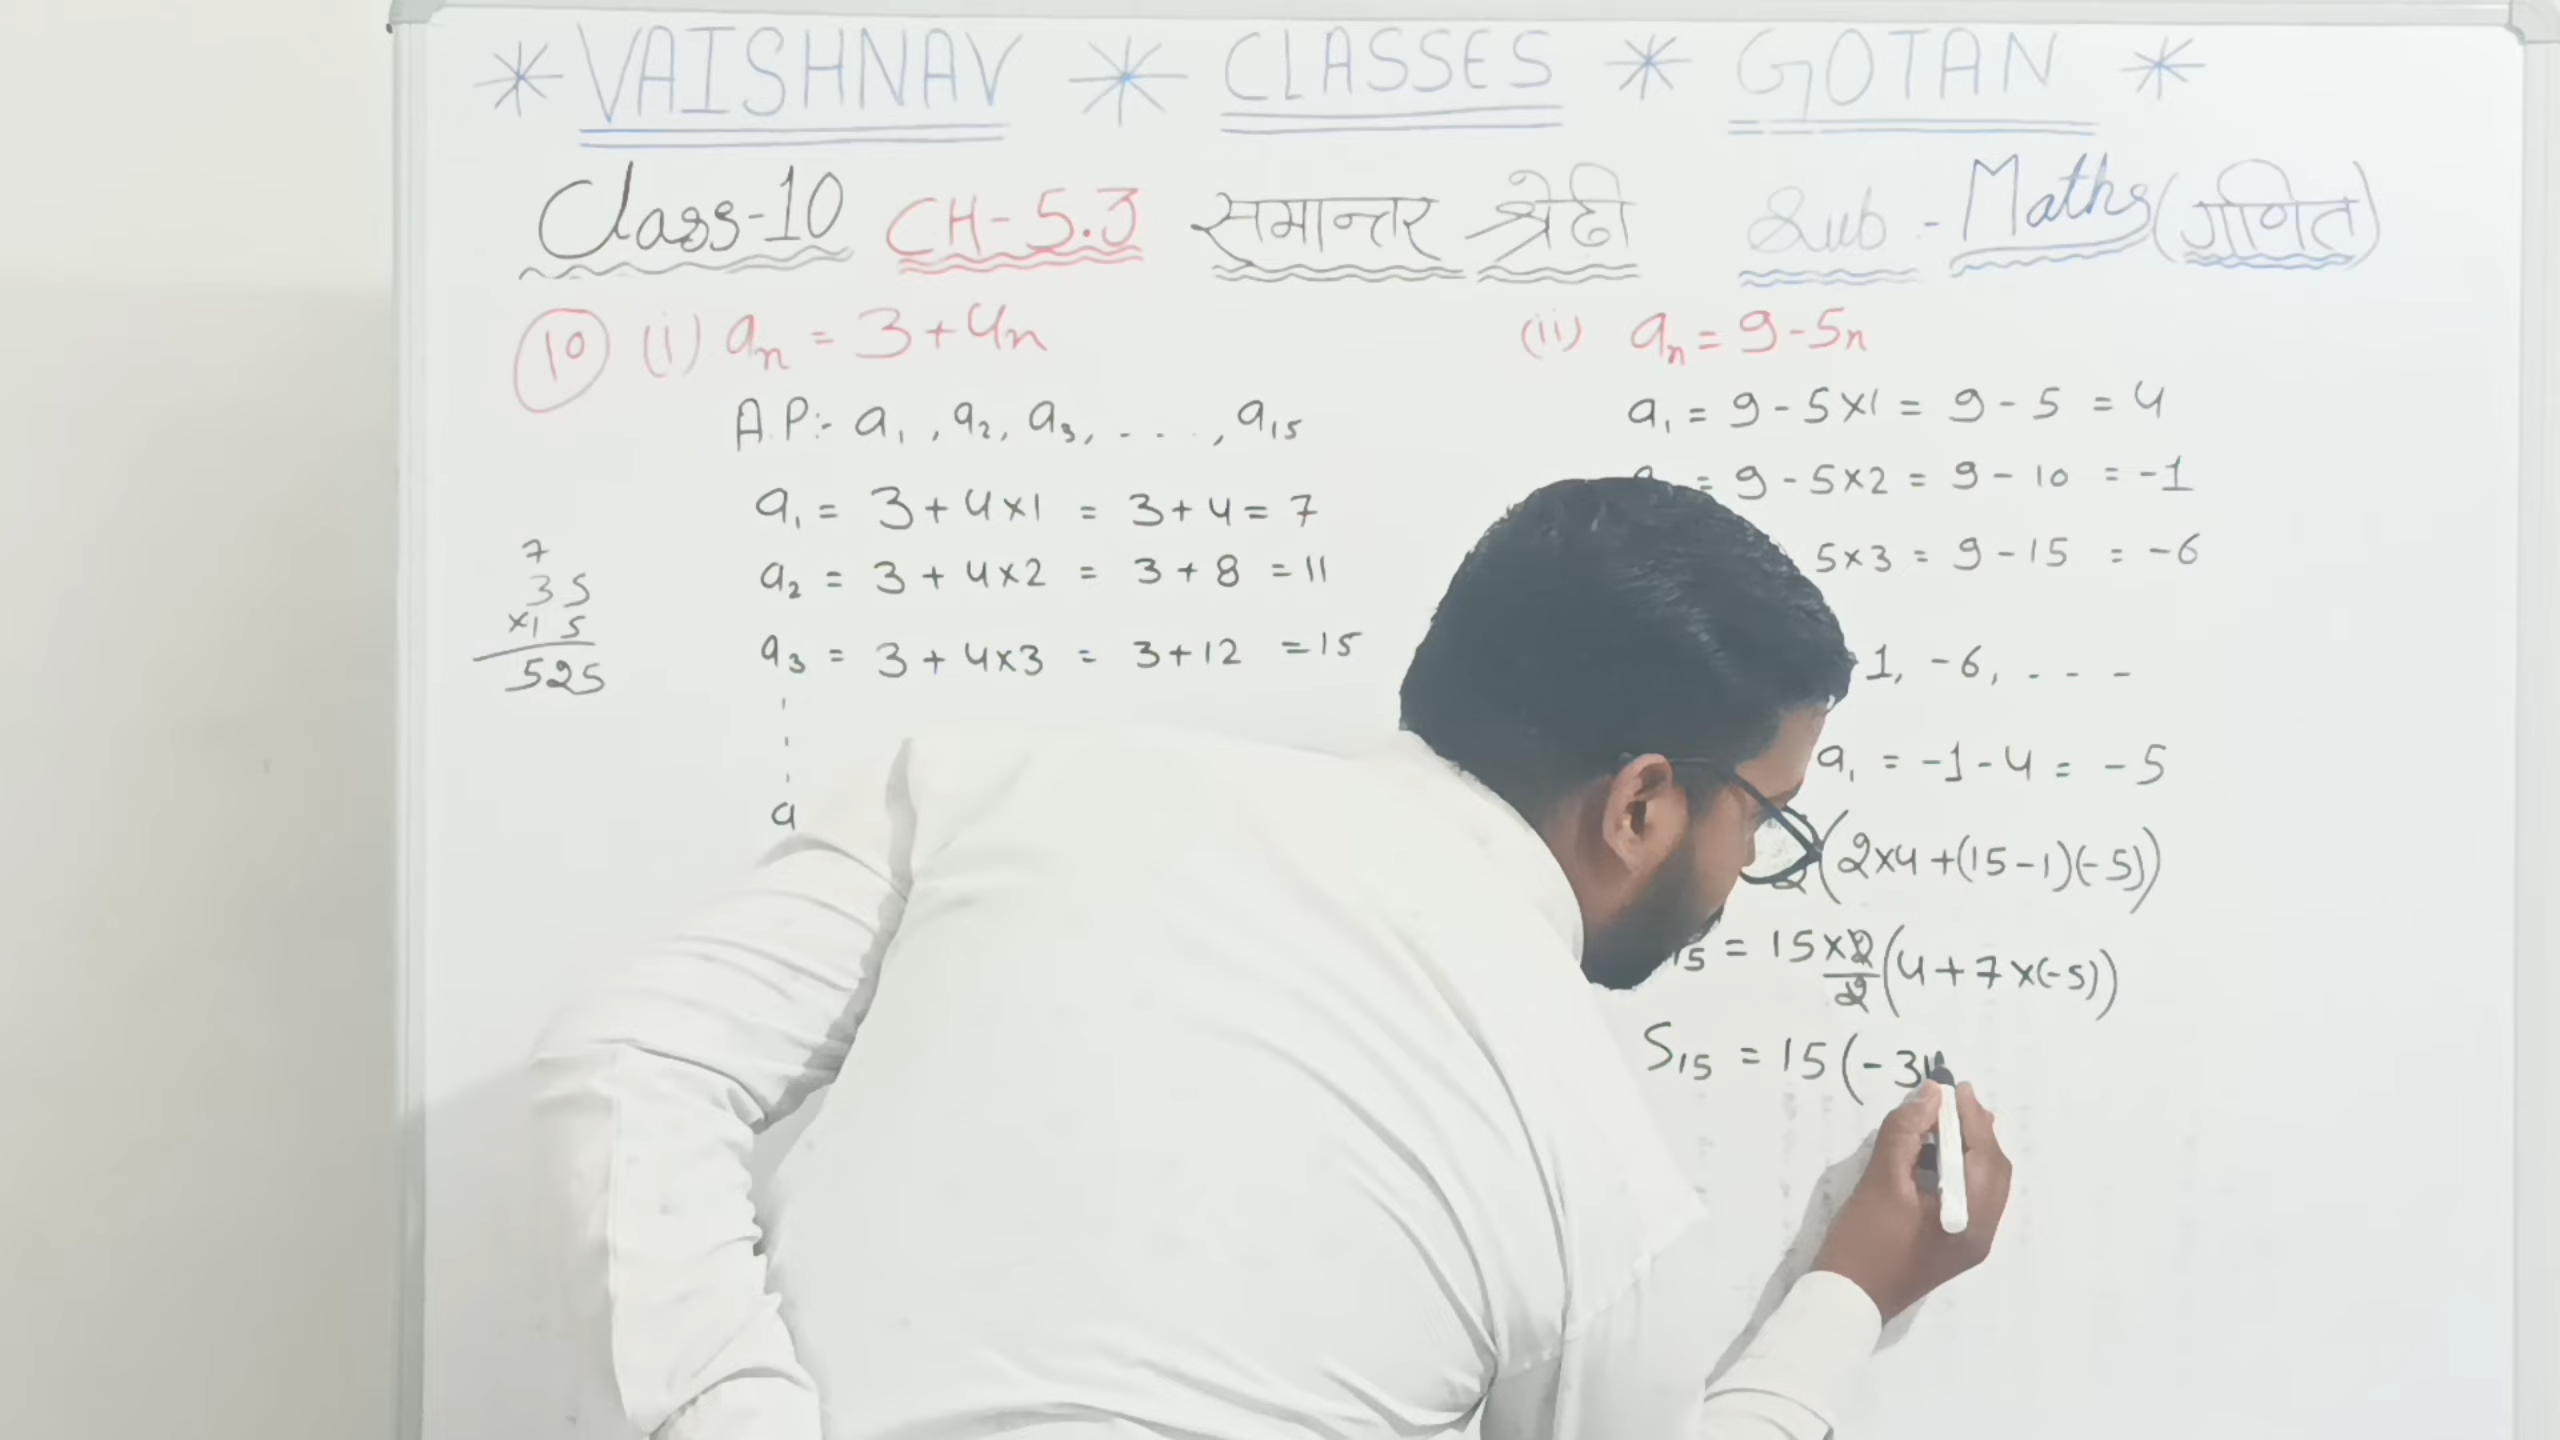 * VAISHNAV * CLASSES * GOTAN *
Class-10 CH-5.3 समान्तर श्रेढी Sub - Maths (गणित)
10 (i) aₙ = 3+4n
A.P:- a₁, a₂, a₃, - - - -, a₁₅
a₁ = 3+4×1 = 3+4 = 7
a₂ = 3+4×2 = 3+8 = 11
a₃ = 3+4×3 = 3+12 = 15
a
7
35
×15
525
(ii) aₙ = 9-5n
a₁ = 9-5×1 = 9-5 = 4
= 9-5×2 = 9-10 = -1
5×3 = 9-15 = -6
1, -6, - - -
a₁ = -1-4 = -5
2 (2×4+(15-1)(-5))
15 = 15×2/2 (4+7×(-5))
S₁₅ = 15(-3